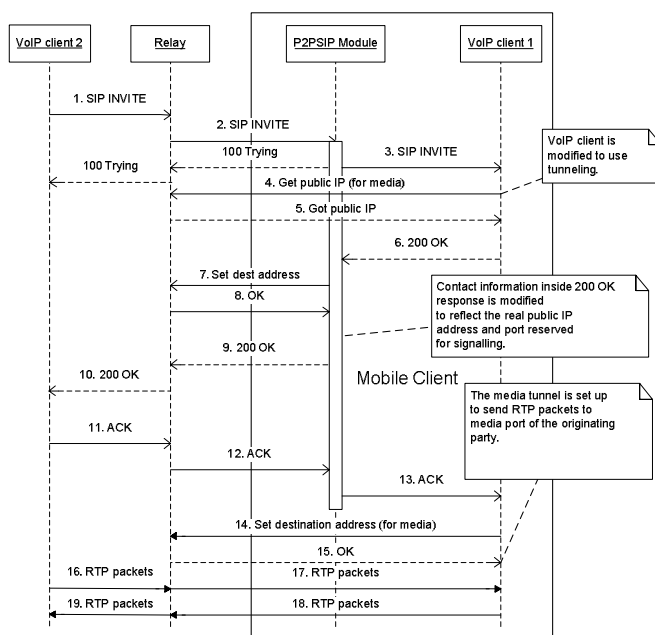 VoIP client 2
Relay
P2PSIP Module
VoIP client 1
1. SIP INVITE
2. SIP INVITE
100 Trying
3. SIP INVITE
VoIP client is
modified to use
tunneling.
100 Trying
4. Get public IP (for media)
5. Got public IP
6. 200 OK
7. Set dest address
8. OK
Contact information inside 200 OK
response is modified
to reflect the real public IP
address and port reserved
for signalling.
9. 200 OK
10. 200 OK
Mobile Client
The media tunnel is set up
to send RTP packets to
media port of the originating
party.
11. ACK
12. ACK
13. ACK
14. Set destination address (for media)
15. OK
16. RTP packets
17. RTP packets
19. RTP packets
18. RTP packets